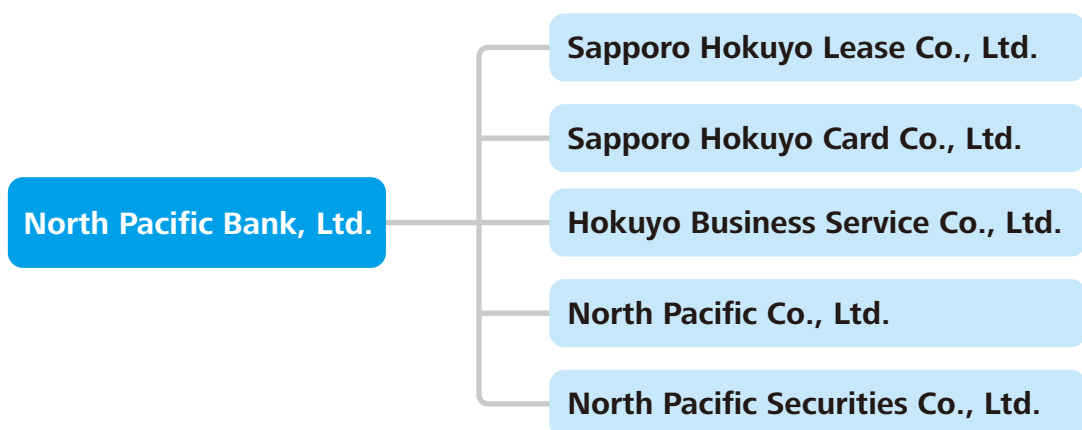 Sapporo Hokuyo Lease Co., Ltd.
Sapporo Hokuyo Card Co., Ltd.
North Pacific Bank, Ltd.
Hokuyo Business Service Co., Ltd.
North Pacific Co., Ltd.
North Pacific Securities Co., Ltd.